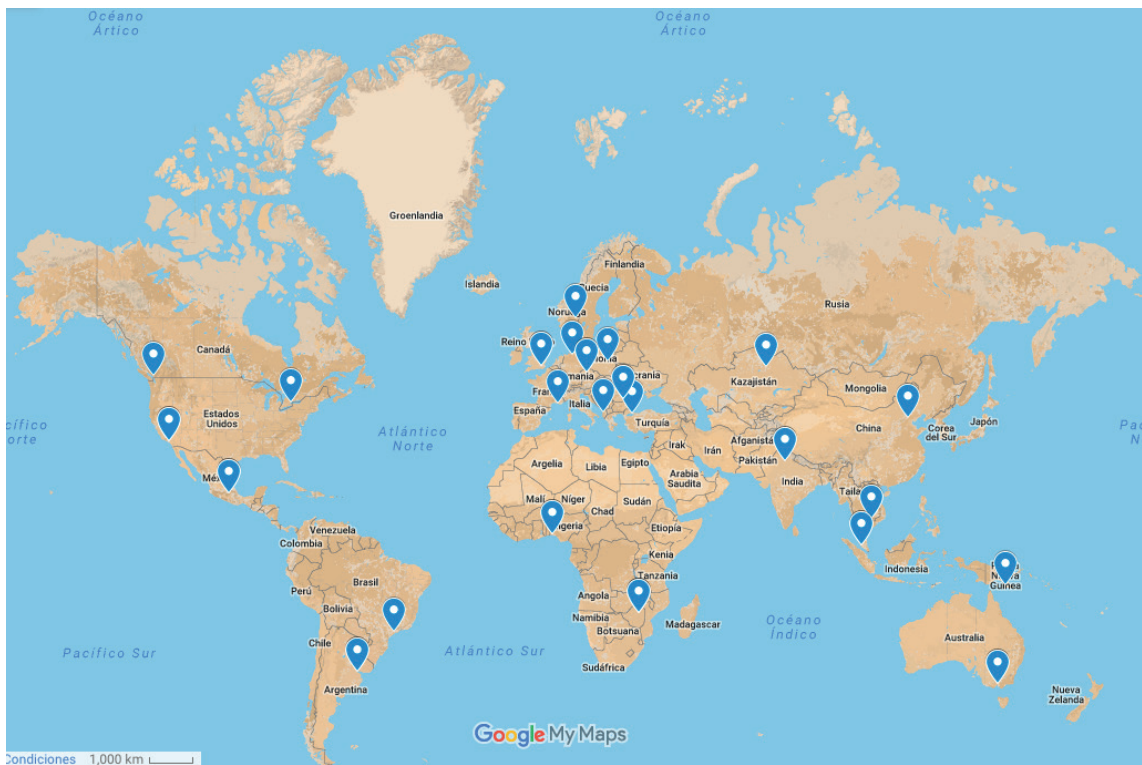 Océano
Ártico
Océano
Ártico
Groenlandia
Islandia
Finlandia
Suecia
Noruega
Rusia
Reino
Canadá
Kazajistán
Mongolia
Estados
Unidos
España
Italia
Turquía
Afganistá
China
Corea
del Sur
Japón
Atlántico
Norte
Irak
Irán
Pakistán
Argelia
Libia
Egipto
Arabia
Saudita
India
Malí
Níger
Chad
Sudán
Etiopía
Venezuela
Colombia
Kenia
Tanzania
Indonesia
Guinea
Perú
Brasil
Bolivia
Angola
Namibia
Botsuana
Madagascar
Océano
Índico
Australia
Chile
Pacífico Sur
Atlántico Sur
Sudáfrica
Argentina
Nueva
Zelanda
Google My Maps
Condiciones 1,000 km